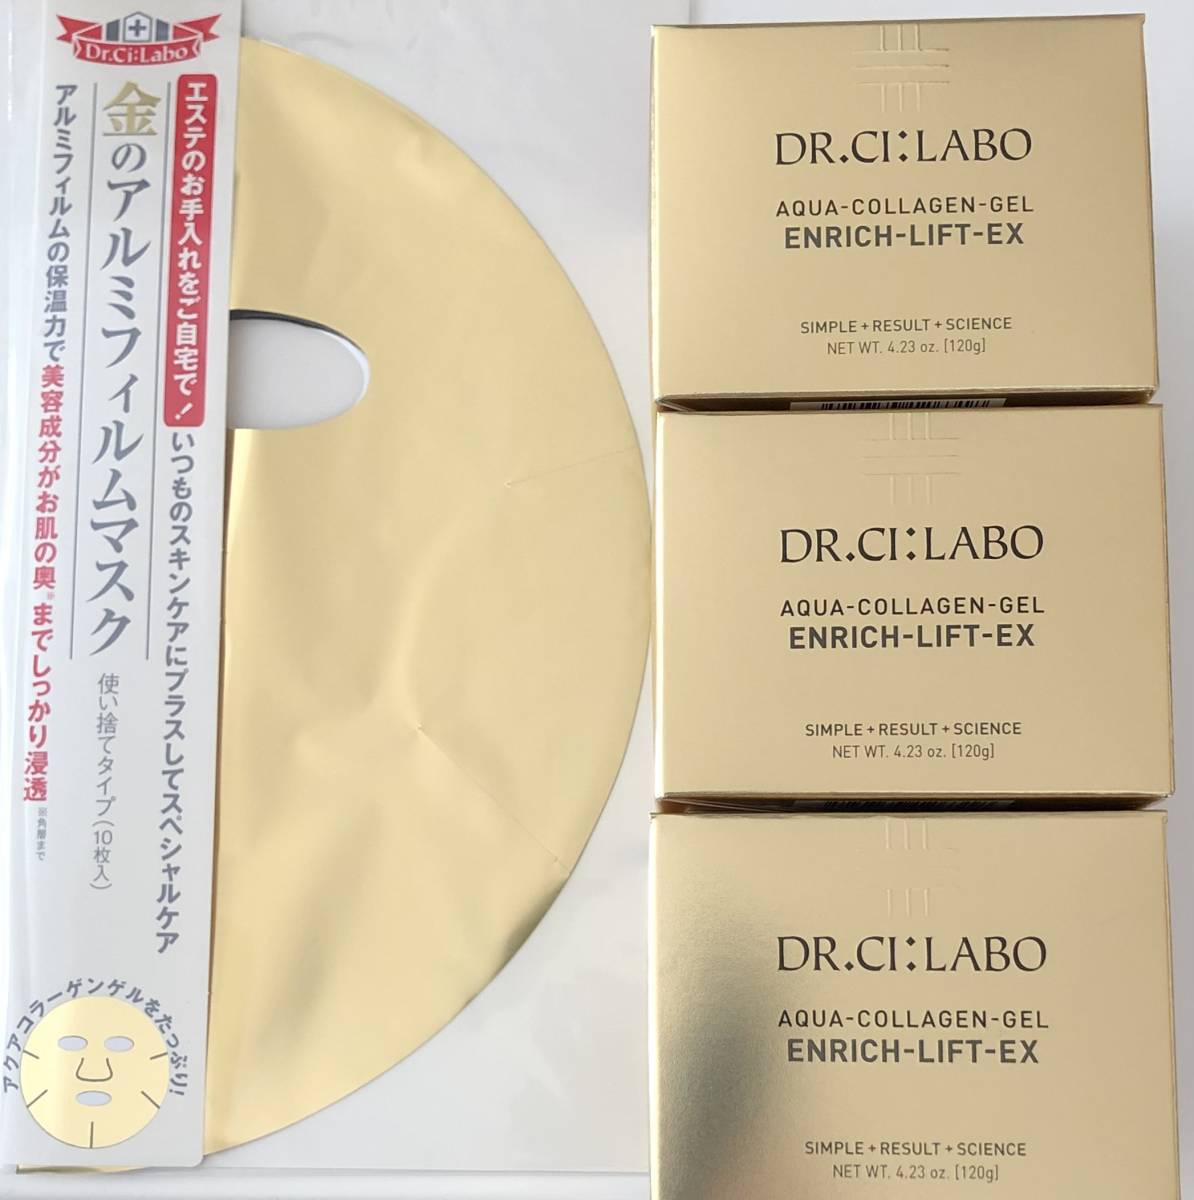 Dr.Ci:Labo
エステのお手入れをご自宅で!いつものスキンケアにプラスしてスペシャルケア
金のアルミフィルムマスク 使い捨てタイプ(10枚入)
アルミフィルムの保温力で美容成分がお肌の奥※までしっかり浸透 ※角層まで
アクアコラーゲンゲルをたっぷり!
DR.CI:LABO
AQUA-COLLAGEN-GEL
ENRICH-LIFT-EX
SIMPLE+RESULT+SCIENCE
NET WT. 4.23 oz. [120g]
DR.CI:LABO
AQUA-COLLAGEN-GEL
ENRICH-LIFT-EX
SIMPLE+RESULT+SCIENCE
NET WT. 4.23 oz. [120g]
DR.CI:LABO
AQUA-COLLAGEN-GEL
ENRICH-LIFT-EX
SIMPLE+RESULT+SCIENCE
NET WT. 4.23 oz. [120g]